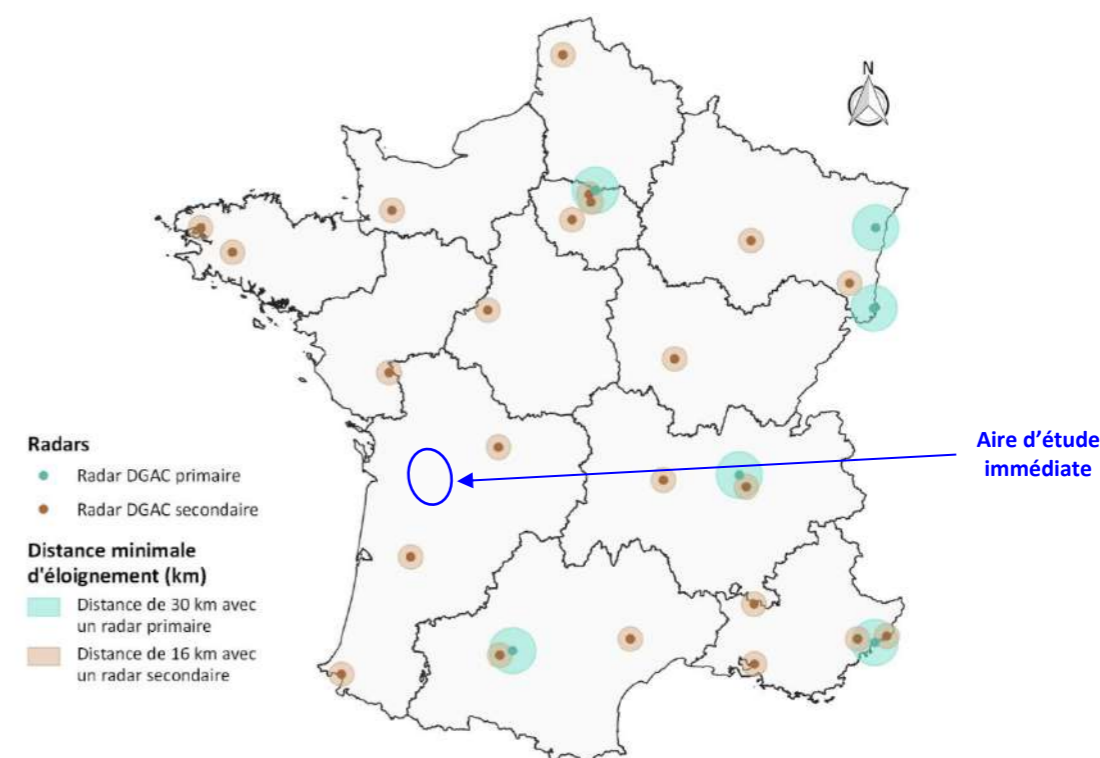 N
Aire d’étude
immédiate
Radars
Radar DGAC primaire
Radar DGAC secondaire
Distance minimale
d'éloignement (km)
Distance de 30 km avec
un radar primaire
Distance de 16 km avec
un radar secondaire